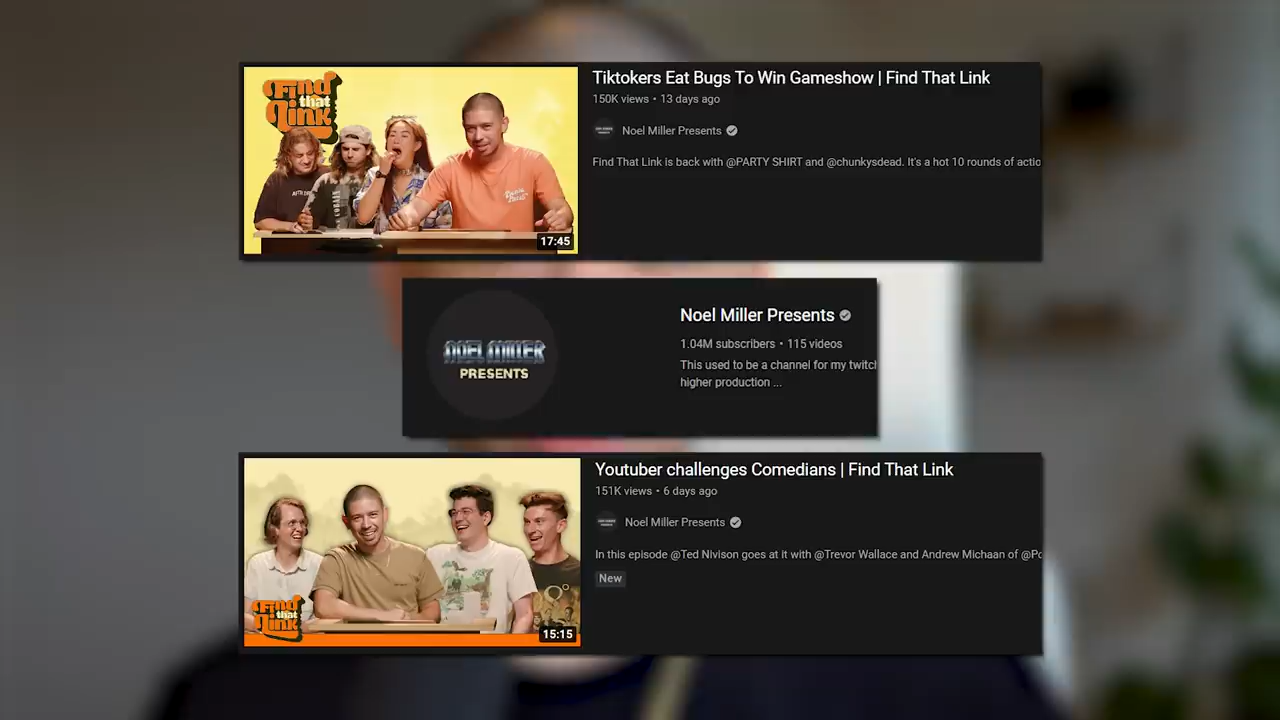 Find
that
Link
17:45
Tiktokers Eat Bugs To Win Gameshow | Find That Link
150K views • 13 days ago
Noel Miller Presents
Find That Link is back with @PARTY SHIRT and @chunkysdead. It's a hot 10 rounds of actio
NOEL MILLER
PRESENTS
Noel Miller Presents
1.04M subscribers • 115 videos
This used to be a channel for my twitch
higher production ...
Find
that
Link
15:15
Youtuber challenges Comedians | Find That Link
151K views • 6 days ago
Noel Miller Presents
In this episode @Ted Nivison goes at it with @Trevor Wallace and Andrew Michaan of @Po
New